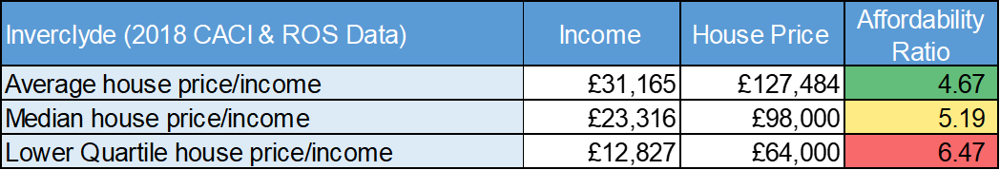 Inverclyde (2018 CACI & ROS Data) Income House Price Affordability Ratio
Average house price/income £31,165 £127,484 4.67
Median house price/income £23,316 £98,000 5.19
Lower Quartile house price/income £12,827 £64,000 6.47